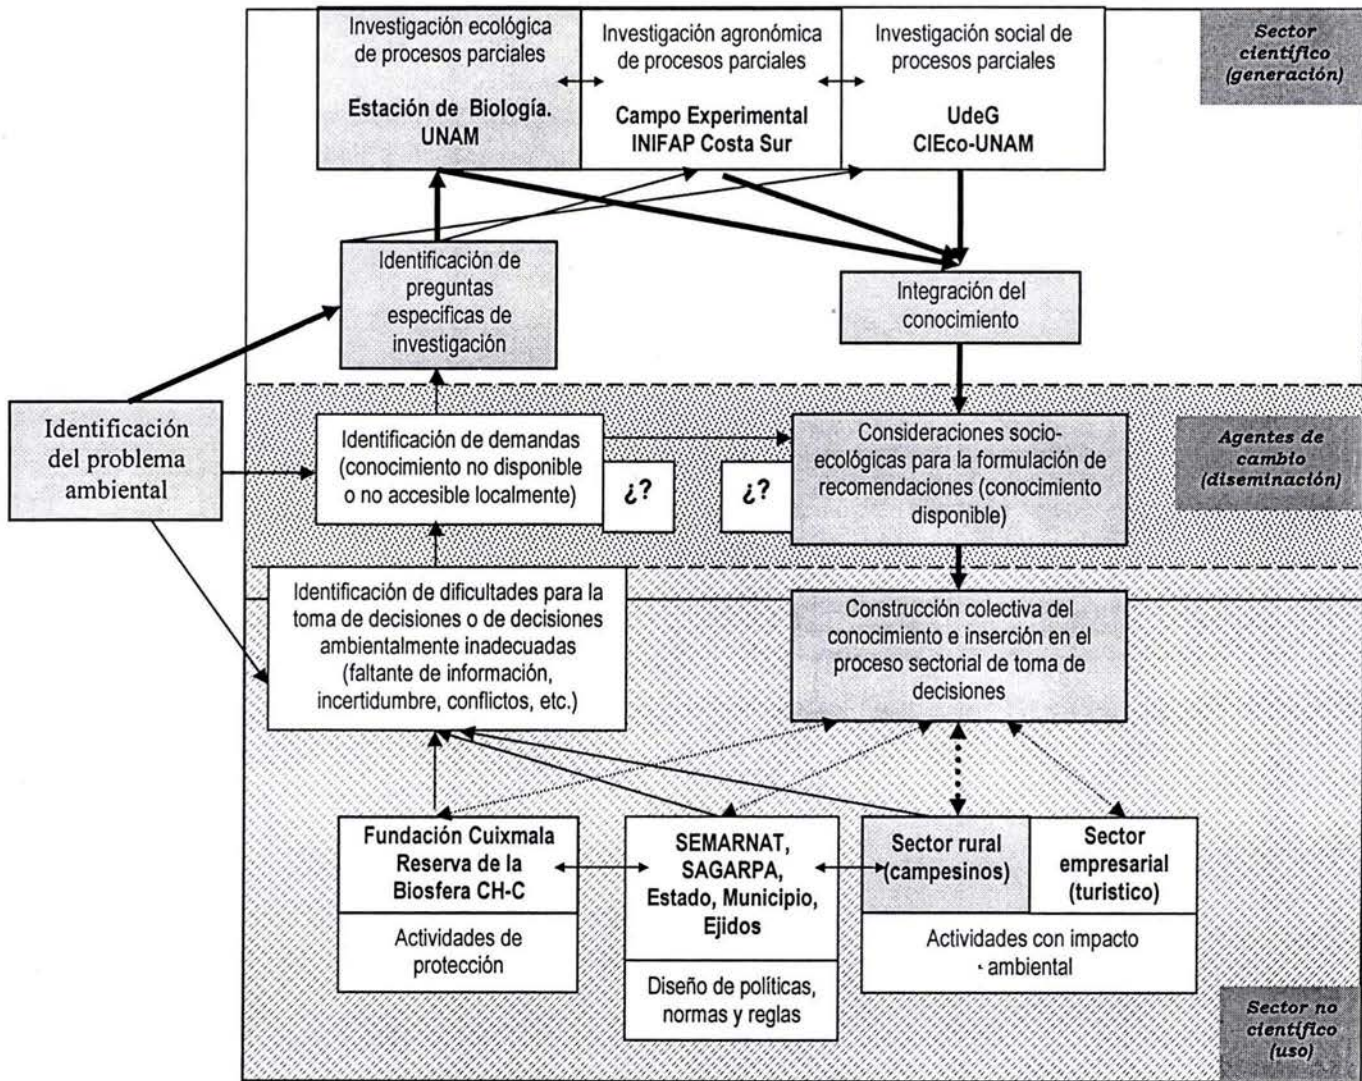 Investigación ecológica
de procesos parciales
Estación de Biología.
UNAM
Investigación agronómica
de procesos parciales
Campo Experimental
INIFAP Costa Sur
Investigación social de
procesos parciales
UdeG
CIEco-UNAM
Sector
científico
(generación)
Identificación de
preguntas
especificas de
investigación
Integración del
conocimiento
Identificación
del problema
ambiental
Identificación de demandas
(conocimiento no disponible
o no accesible localmente)
¿?
¿?
Consideraciones socio-
ecológicas para la formulación de
recomendaciones (conocimiento
disponible)
Agentes de
cambio
(diseminación)
Identificación de dificultades para la
toma de decisiones o de decisiones
ambientalmente inadecuadas
(faltante de información,
incertidumbre, conflictos, etc.)
Construcción colectiva del
conocimiento e inserción en el
proceso sectorial de toma de
decisiones
Fundación Cuixmala
Reserva de la
Biosfera CH-C
Actividades de
protección
SEMARNAT,
SAGARPA,
Estado, Municipio,
Ejidos
Diseño de políticas,
normas y reglas
Sector rural
(campesinos)
Sector
empresarial
(turistico)
Actividades con impacto
ambiental
Sector no
científico
(uso)